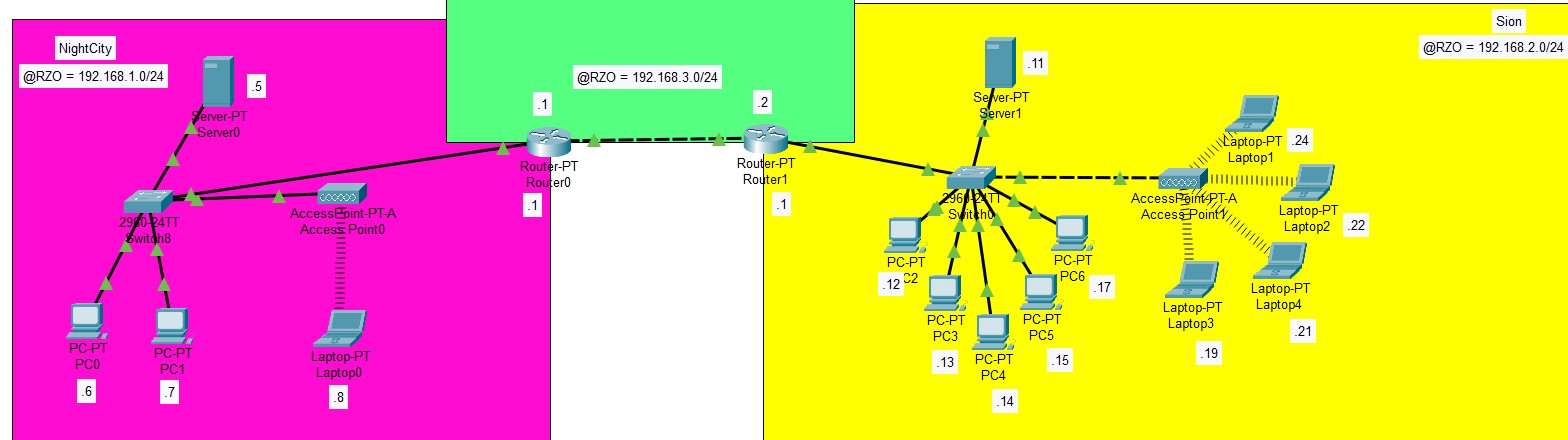 NightCity
@RZO = 192.168.1.0/24
.5
Server-PT
Server0
2960-24TT
Switch8
AccessPoint-PT-A
Access Point0
PC-PT
PC0
.6
PC-PT
PC1
.7
Laptop-PT
Laptop0
.8
@RZO = 192.168.3.0/24
.1
Router-PT
Router0
.1
.2
Router-PT
Router1
.1
Sion
@RZO = 192.168.2.0/24
.11
Server-PT
Server1
2960-24TT
Switch0
AccessPoint-PT-A
Access Point1
PC-PT
PC2
.12
PC-PT
PC3
.13
PC-PT
PC4
.14
PC-PT
PC5
.15
PC-PT
PC6
.17
Laptop-PT
Laptop1
.24
Laptop-PT
Laptop2
.22
Laptop-PT
Laptop3
.19
Laptop-PT
Laptop4
.21